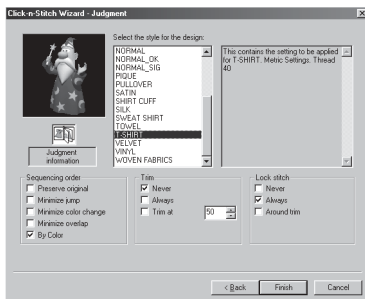 Click-n-Stitch Wizard - Judgment
Select the style for the design:
NORMAL
NORMAL_OK
NORMAL_SIG
PIQUE
PULLOVER
SATIN
SHIRT CUFF
SILK
SWEAT SHIRT
TOWEL
T-SHIRT
VELVET
VINYL
WOVEN FABRICS
This contains the setting to be applied
for T-SHIRT. Metric Settings. Thread
40
Judgment
information
Sequencing order
Preserve original
Minimize jump
Minimize color change
Minimize overlap
By Color
Trim
Never
Always
Trim at
50
Lock stitch
Never
Always
Around trim
< Back
Finish
Cancel